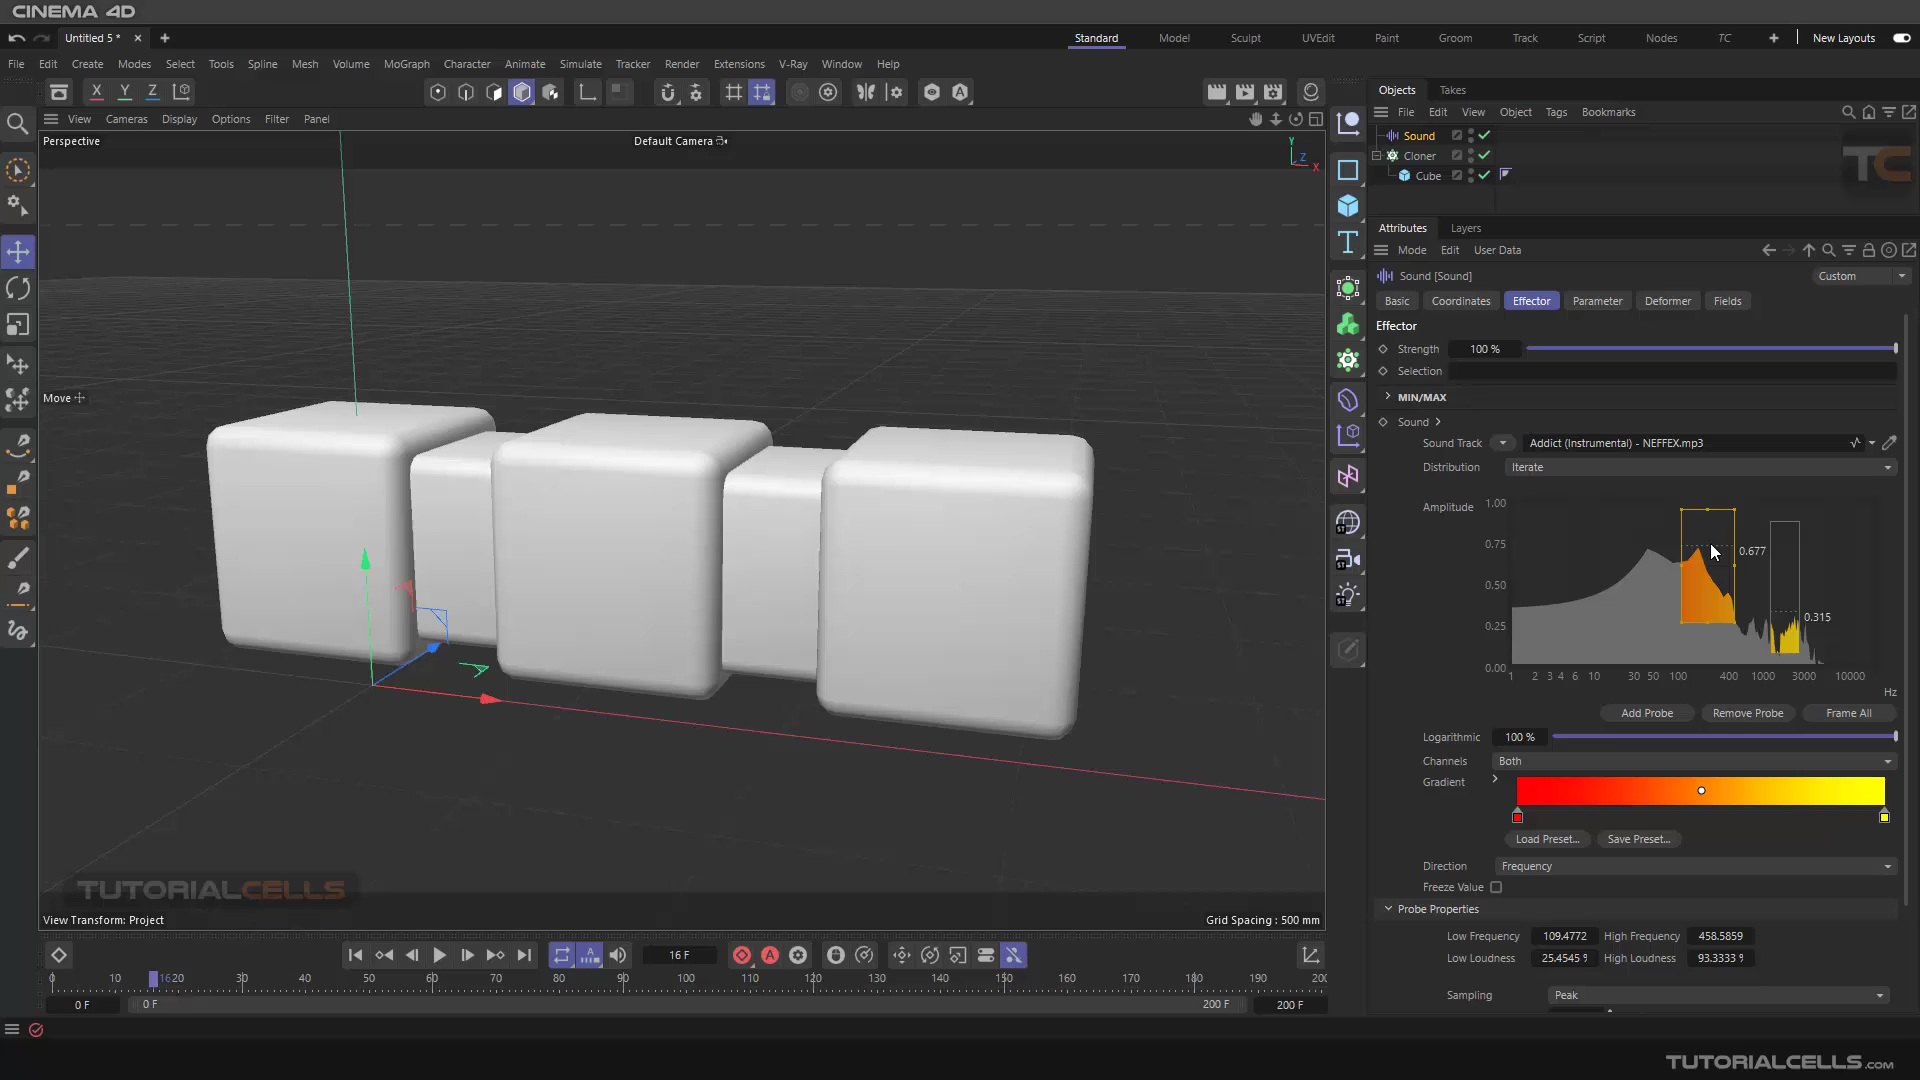 CINEMA 4D
Untitled 5 *
Standard Model Sculpt UVEdit Paint Groom Track Script Nodes TC New Layouts
File Edit Create Modes Select Tools Spline Mesh Volume MoGraph Character Animate Simulate Tracker Render Extensions V-Ray Window Help
X Y Z
Objects Takes
View Cameras Display Options Filter Panel
File Edit View Object Tags Bookmarks
Perspective
Default Camera
Y
Z
X
Sound
Cloner
Cube
TC
Attributes Layers
Mode Edit User Data
Sound [Sound]
Custom
Basic Coordinates Effector Parameter Deformer Fields
Effector
Strength 100 %
Selection
Move
MIN/MAX
Sound
Sound Track Addict (Instrumental) - NEFFEX.mp3
Distribution Iterate
Amplitude
1.00
0.75
0.50
0.25
0.00
0.677
0.315
1 2 3 4 6 10 30 50 100 400 1000 3000 10000
Hz
Add Probe Remove Probe Frame All
Logarithmic 100 %
Channels Both
Gradient
Load Preset... Save Preset...
Direction Frequency
Freeze Value
Probe Properties
Low Frequency 109.4772 High Frequency 458.5859
Low Loudness 25.4545 % High Loudness 93.3333 %
Sampling Peak
TUTORIALCELLS
View Transform: Project
Grid Spacing : 500 mm
16 F
0 10 1620 30 40 50 60 70 80 90 100 110 120 130 140 150 160 170 180 190 200
0 F 0 F 200 F 200 F
TUTORIALCELLS.com